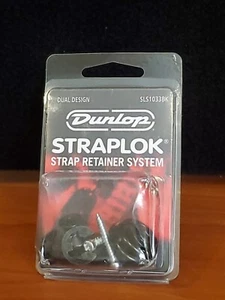 DUAL DESIGN SLS1033BK
Dunlop
STRAPLOK®
STRAP RETAINER SYSTEM